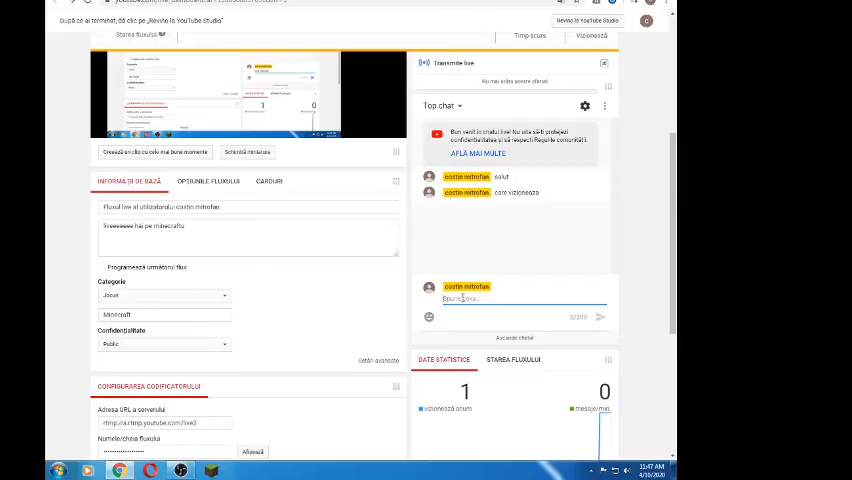 După ce ai terminat, dă clic pe „Revino la YouTube Studio”
Revino la YouTube Studio
C
Starea fluxului
Timp scurs
Vizionează
Transmite live
Nu mai arăta aceste oferturi
Top chat
Bun venit în chatul live! Nu uita să-ți protejezi
confidențialitatea și să respecți Regulile comunității.
AFLĂ MAI MULTE
Creează un clip cu cele mai bune momente
Schimbă miniatura
costin mitrofan salut
INFORMAȚII DE BAZĂ
OPȚIUNILE FLUXULUI
CARDURI
costin mitrofan care vizioneaza
Fluxul live al utilizatorului costin mitrofan
liveeeeeee hai pe minecraftu
Programează următorul flux
Categorie
Jocuri
Minecraft
Confidențialitate
Public
Setări avansate
costin mitrofan
Spune ceva...
0/200
Ascunde chatul
DATE STATISTICE
STAREA FLUXULUI
1
0
vizionează acum
mesaje/min.
CONFIGURAREA CODIFICATORULUI
Adresa URL a serverului
rtmp://a.rtmp.youtube.com/live2
Numele/cheia fluxului
Afișează
11:47 AM
4/10/2020